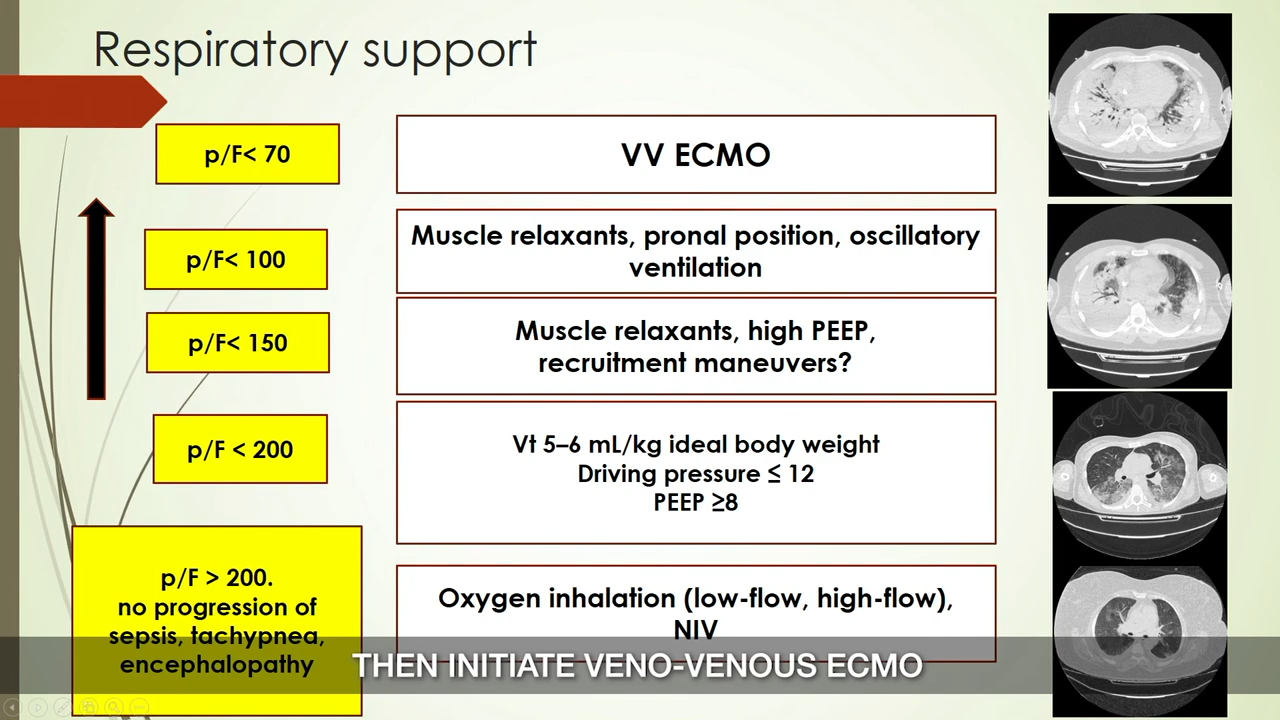 Respiratory support
p/F< 70
VV ECMO
p/F< 100
Muscle relaxants, pronal position, oscillatory
ventilation
p/F< 150
Muscle relaxants, high PEEP,
recruitment maneuvers?
p/F < 200
Vt 5–6 mL/kg ideal body weight
Driving pressure ≤ 12
PEEP ≥8
p/F > 200.
no progression of
sepsis, tachypnea,
encephalopathy
Oxygen inhalation (low-flow, high-flow),
NIV
THEN INITIATE VENO-VENOUS ECMO